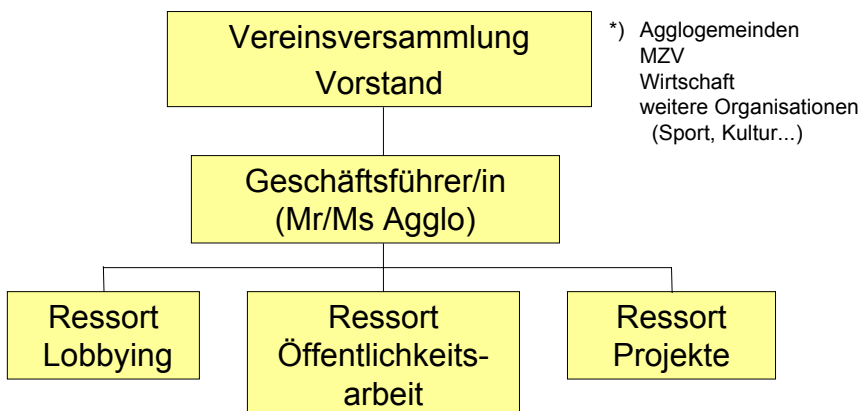 Vereinsversammlung
Vorstand
*) Agglogemeinden
MZV
Wirtschaft
weitere Organisationen
(Sport, Kultur...)
Geschäftsführer/in
(Mr/Ms Agglo)
Ressort
Lobbying
Ressort
Öffentlichkeits-
arbeit
Ressort
Projekte